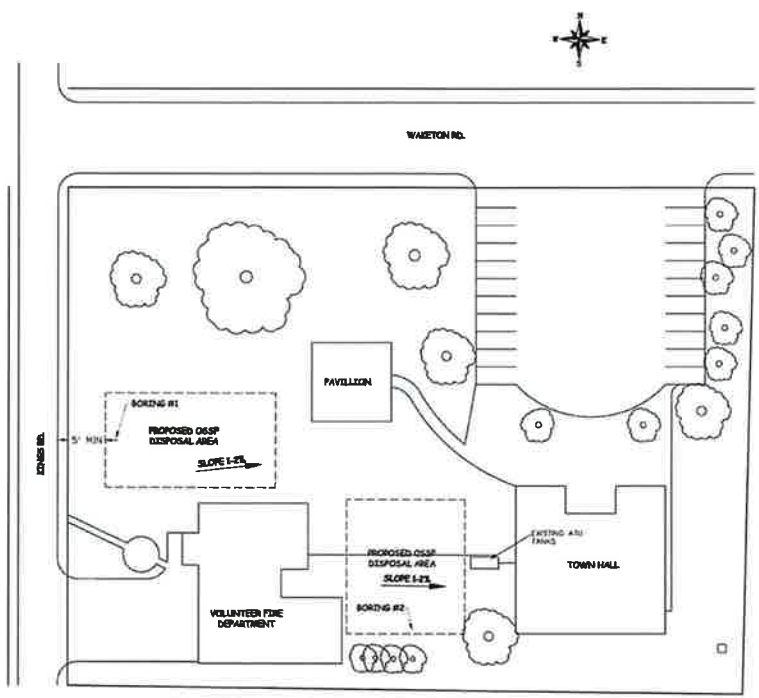 N
W
E
S
WAKETON RD.
PAVILLION
BORING #1
5' MIN
PROPOSED OSSF
DISPOSAL AREA
SLOPE 1-2%
KINGS RD.
EXISTING ATU
TANKS
PROPOSED OSSF
DISPOSAL AREA
SLOPE 1-2%
TOWN HALL
BORING #2
VOLUNTEER FIRE
DEPARTMENT